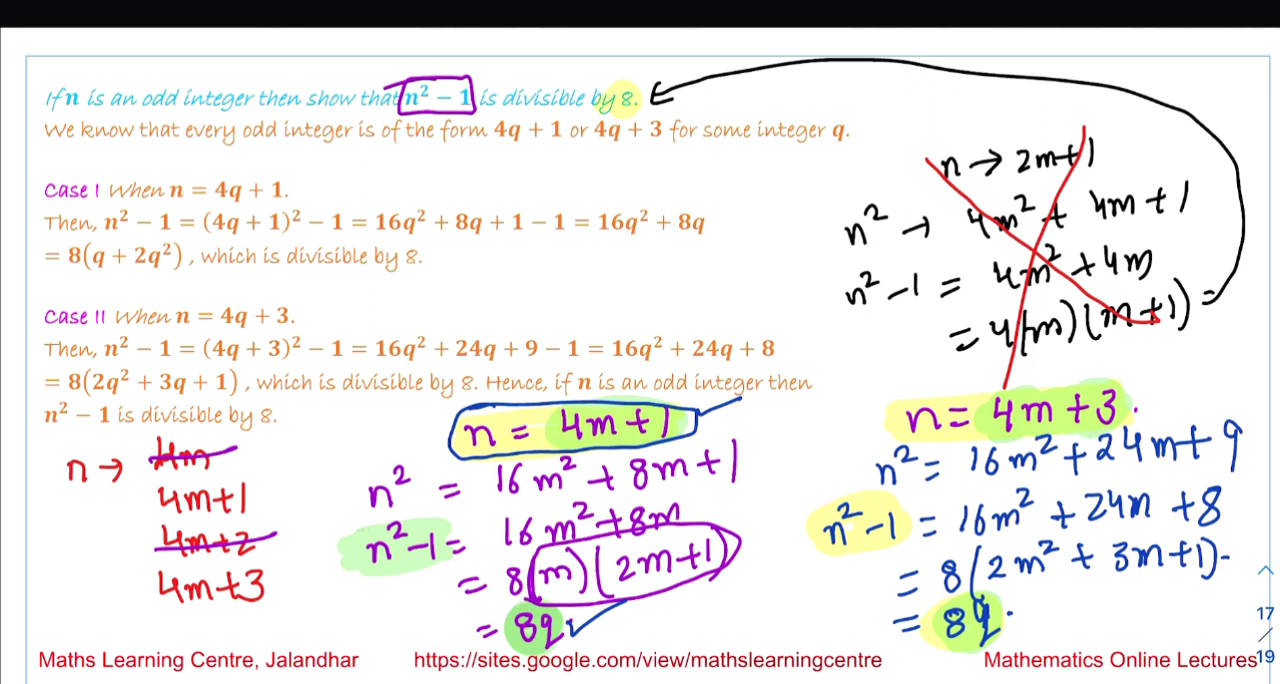 If n is an odd integer then show that n² − 1 is divisible by 8.
We know that every odd integer is of the form 4q + 1 or 4q + 3 for some integer q.
Case I When n = 4q + 1.
Then, n² − 1 = (4q + 1)² − 1 = 16q² + 8q + 1 − 1 = 16q² + 8q
= 8(q + 2q²) , which is divisible by 8.
Case II When n = 4q + 3.
Then, n² − 1 = (4q + 3)² − 1 = 16q² + 24q + 9 − 1 = 16q² + 24q + 8
= 8(2q² + 3q + 1) , which is divisible by 8. Hence, if n is an odd integer then
n² − 1 is divisible by 8.
n → 2m+1
n² → 4m² + 4m+1
n²-1 = 4m² + 4m
= 4(m)(m+1) =
n → 4m
4m+1
4m+2
4m+3
n = 4m+1
n² = 16m² + 8m+1
n²-1 = 16m² + 8m
= 8(m)(2m+1)
= 8q
n = 4m+3.
n² = 16m² + 24m + 9
n²-1 = 16m² + 24m + 8
= 8(2m² + 3m+1)-
= 8q.
17
/
19
Maths Learning Centre, Jalandhar
https://sites.google.com/view/mathslearningcentre
Mathematics Online Lectures